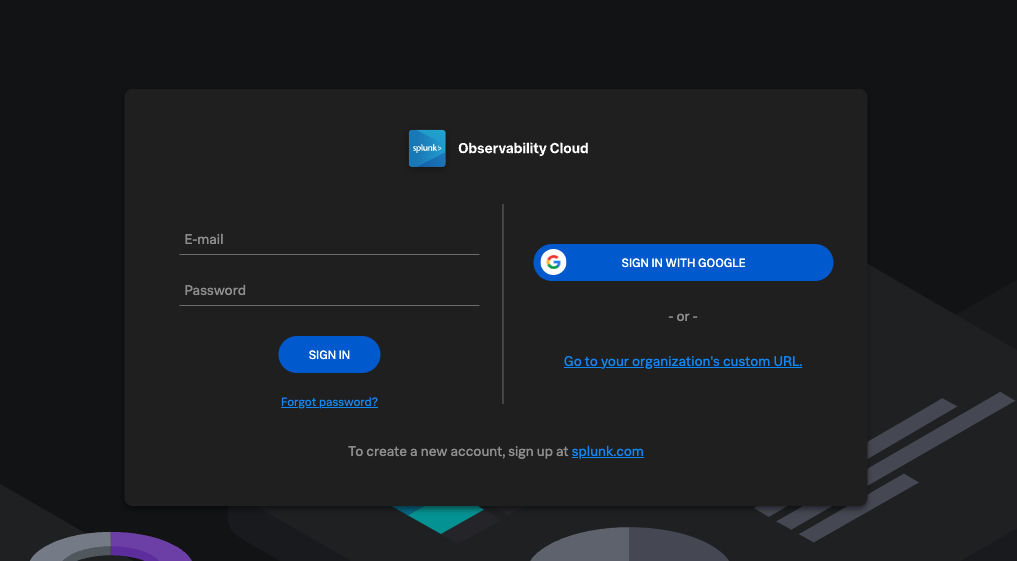 splunk>
Observability Cloud
E-mail
Password
SIGN IN
Forgot password?
SIGN IN WITH GOOGLE
- or -
Go to your organization's custom URL.
To create a new account, sign up at splunk.com